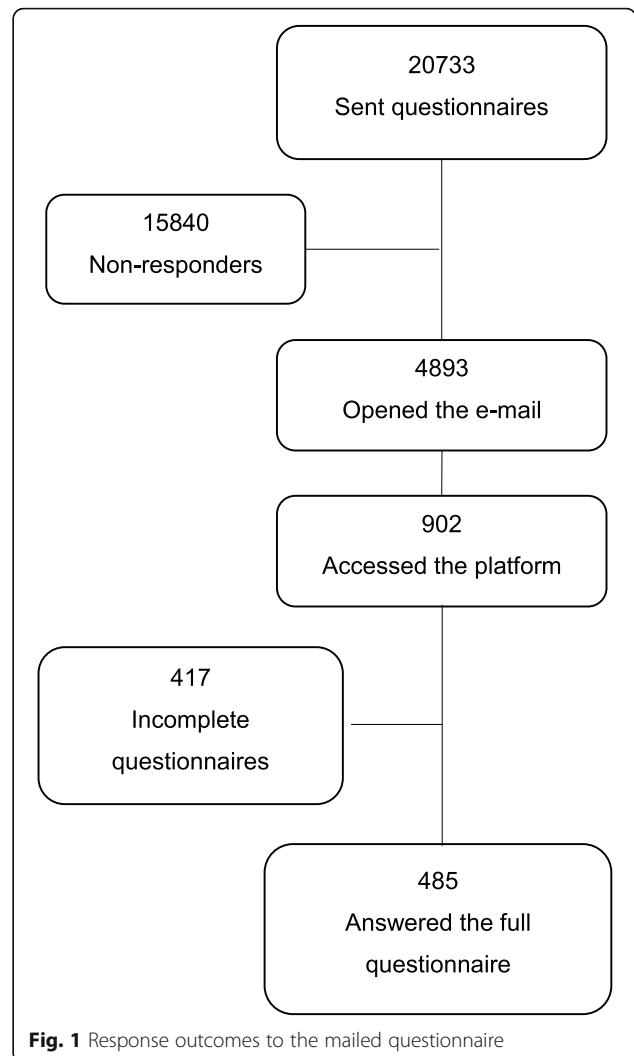 20733
Sent questionnaires
15840
Non-responders
4893
Opened the e-mail
902
Accessed the platform
417
Incomplete
questionnaires
485
Answered the full
questionnaire
Fig. 1 Response outcomes to the mailed questionnaire